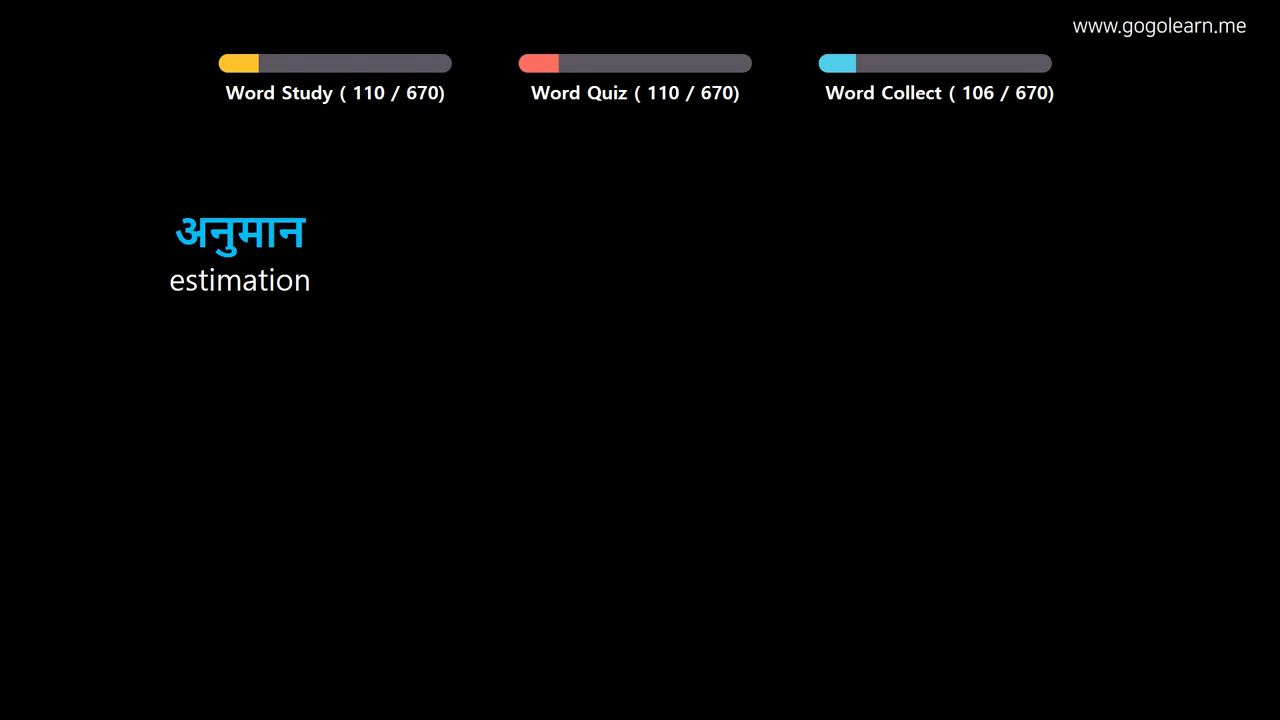 www.gogolearn.me
Word Study ( 110 / 670)
Word Quiz ( 110 / 670)
Word Collect ( 106 / 670)
अनुमान
estimation